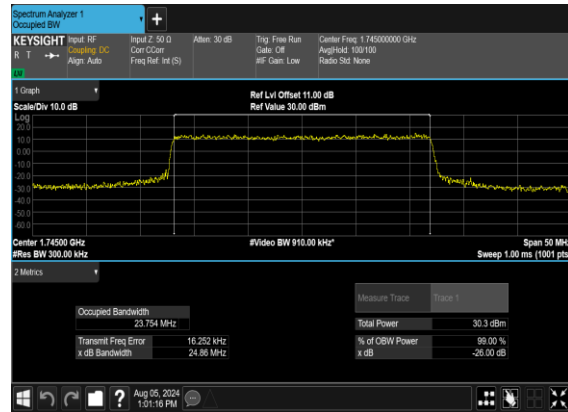 Spectrum Analyzer 1
Occupied BW
+
KEYSIGHT Input: RF Input Z: 50 Ω Atten: 30 dB Trig: Free Run Center Freq: 1.745000000 GHz
R T Coupling: DC Corr CCorr Gate: Off Avg|Hold: 100/100
Align: Auto Freq Ref: Int (S) #IF Gain: Low Radio Std: None
1 Graph Ref Lvl Offset 11.00 dB
Scale/Div 10.0 dB Ref Value 30.00 dBm
Log
20.0
10.0
0.00
-10.0
-20.0
-30.0
-40.0
-50.0
-60.0
Center 1.74500 GHz #Video BW 910.00 kHz* Span 50 MHz
#Res BW 300.00 kHz Sweep 1.00 ms (1001 pts)
2 Metrics
Measure Trace Trace 1
Occupied Bandwidth
23.754 MHz Total Power 30.3 dBm
Transmit Freq Error 16.252 kHz % of OBW Power 99.00 %
x dB Bandwidth 24.86 MHz x dB -26.00 dB
? Aug 05, 2024
1:01:16 PM